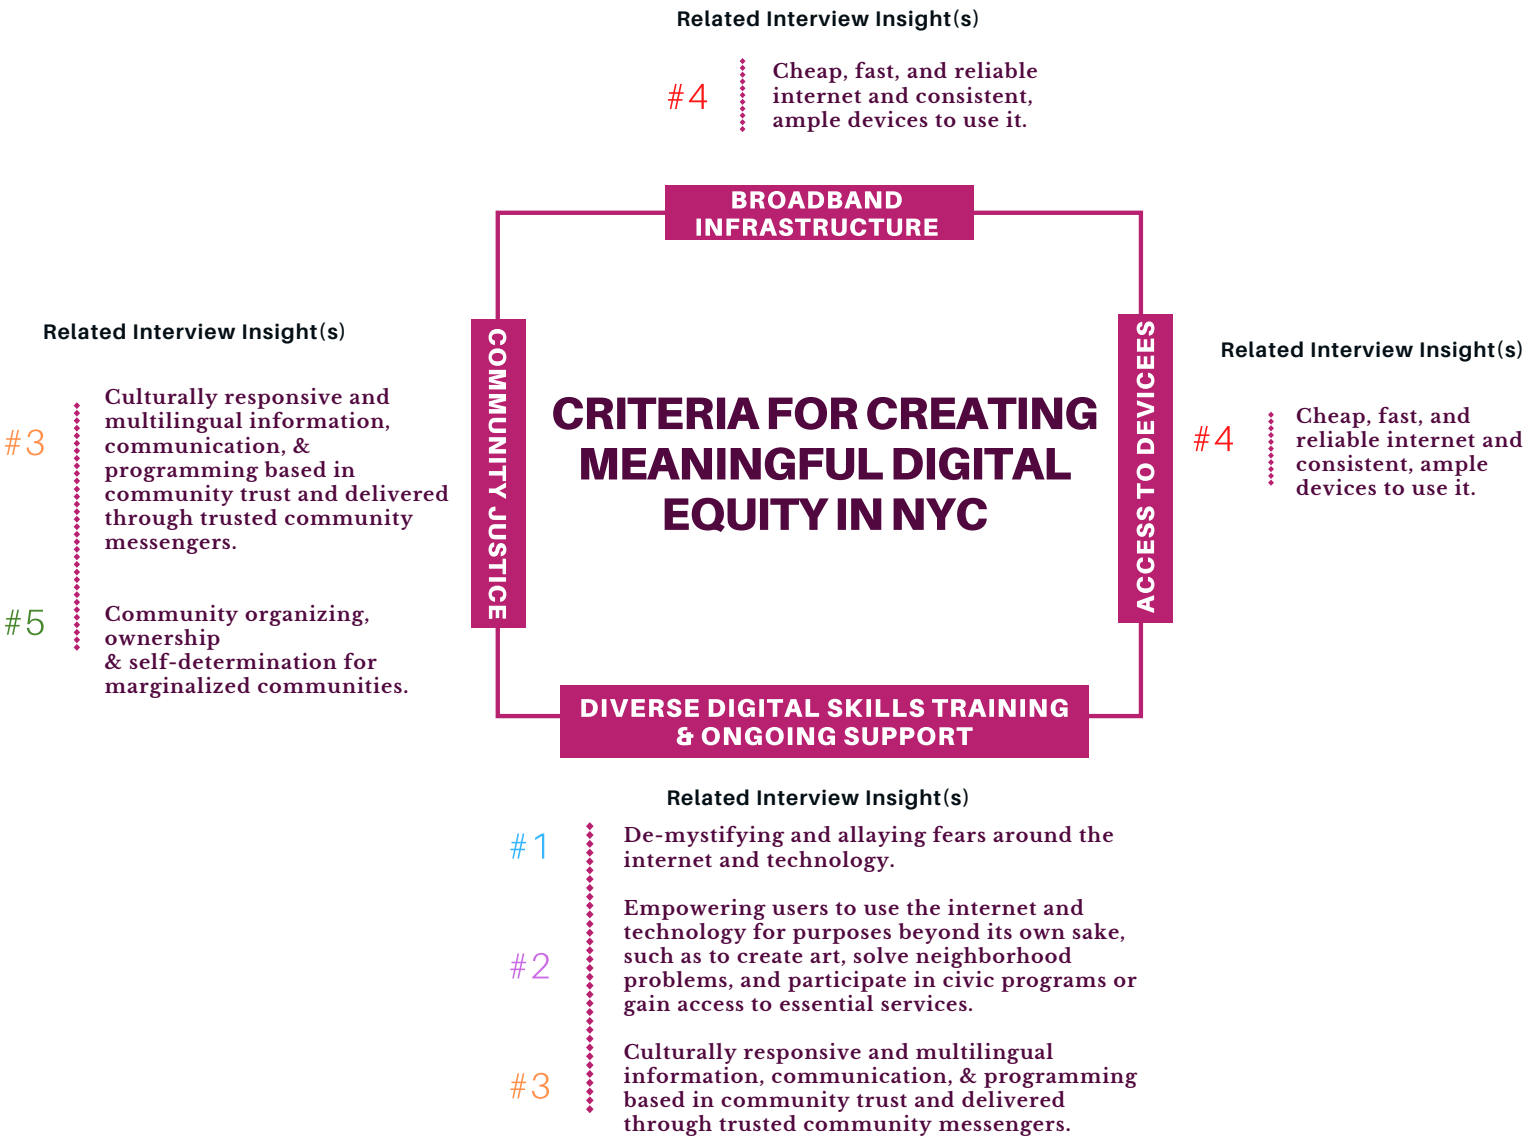 Related Interview Insight(s)
#4
Cheap, fast, and reliable
internet and consistent,
ample devices to use it.
BROADBAND
INFRASTRUCTURE
Related Interview Insight(s)
#3
Culturally responsive and
multilingual information,
communication, &
programming based in
community trust and delivered
through trusted community
messengers.
#5
Community organizing,
ownership
& self-determination for
marginalized communities.
COMMUNITY JUSTICE
CRITERIA FOR CREATING
MEANINGFUL DIGITAL
EQUITY IN NYC
ACCESS TO DEVICEES
Related Interview Insight(s)
#4
Cheap, fast, and
reliable internet and
consistent, ample
devices to use it.
DIVERSE DIGITAL SKILLS TRAINING
& ONGOING SUPPORT
Related Interview Insight(s)
#1
De-mystifying and allaying fears around the
internet and technology.
#2
Empowering users to use the internet and
technology for purposes beyond its own sake,
such as to create art, solve neighborhood
problems, and participate in civic programs or
gain access to essential services.
#3
Culturally responsive and multilingual
information, communication, & programming
based in community trust and delivered
through trusted community messengers.